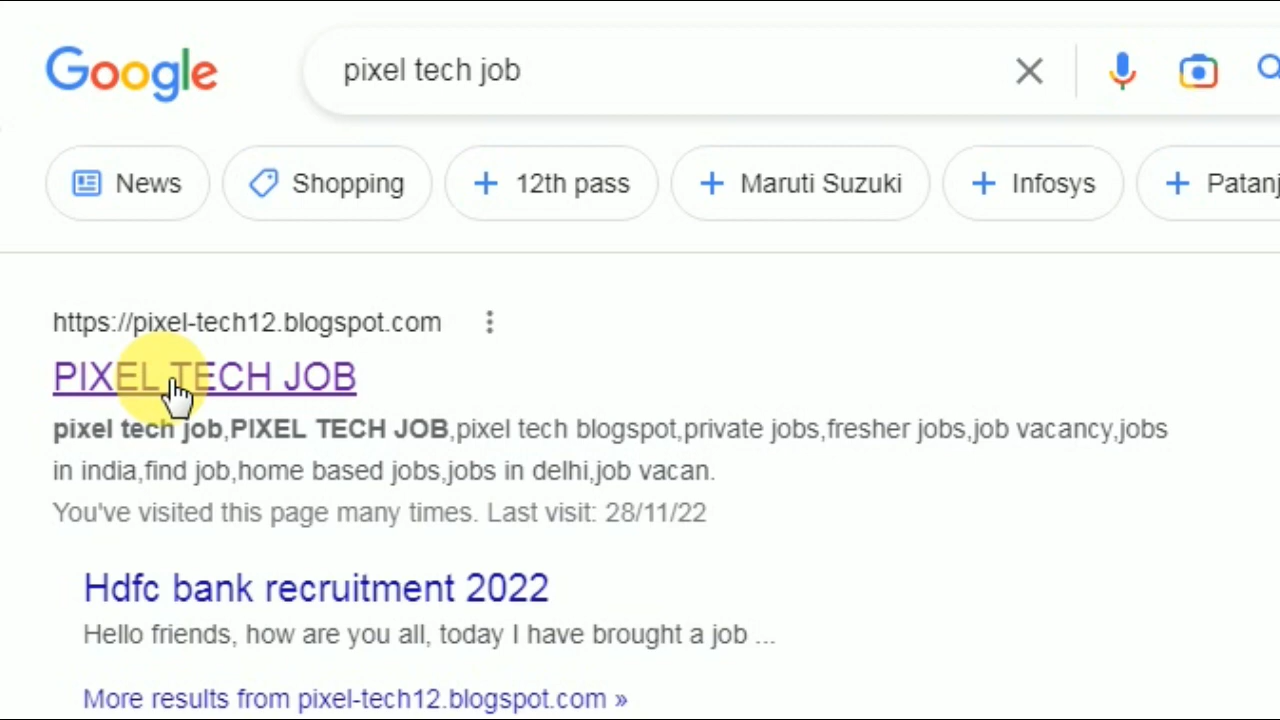 Google
pixel tech job
News Shopping 12th pass Maruti Suzuki Infosys Patanj
https://pixel-tech12.blogspot.com
PIXEL TECH JOB
pixel tech job,PIXEL TECH JOB,pixel tech blogspot,private jobs,fresher jobs,job vacancy,jobs
in india,find job,home based jobs,jobs in delhi,job vacan.
You've visited this page many times. Last visit: 28/11/22
Hdfc bank recruitment 2022
Hello friends, how are you all, today I have brought a job ...
More results from pixel-tech12.blogspot.com »